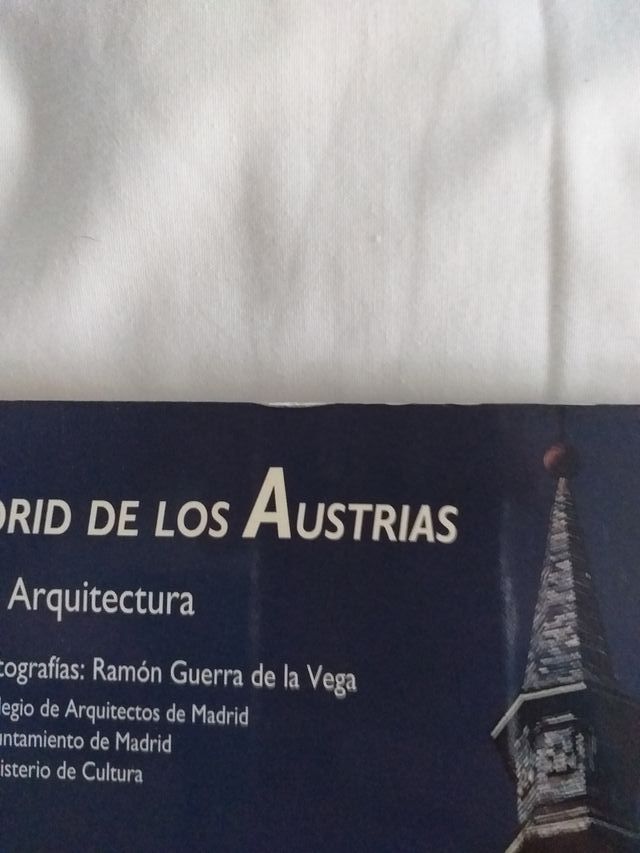 DRID DE LOS AUSTRIAS
Arquitectura
tografías: Ramón Guerra de la Vega
legio de Arquitectos de Madrid
untamiento de Madrid
isterio de Cultura